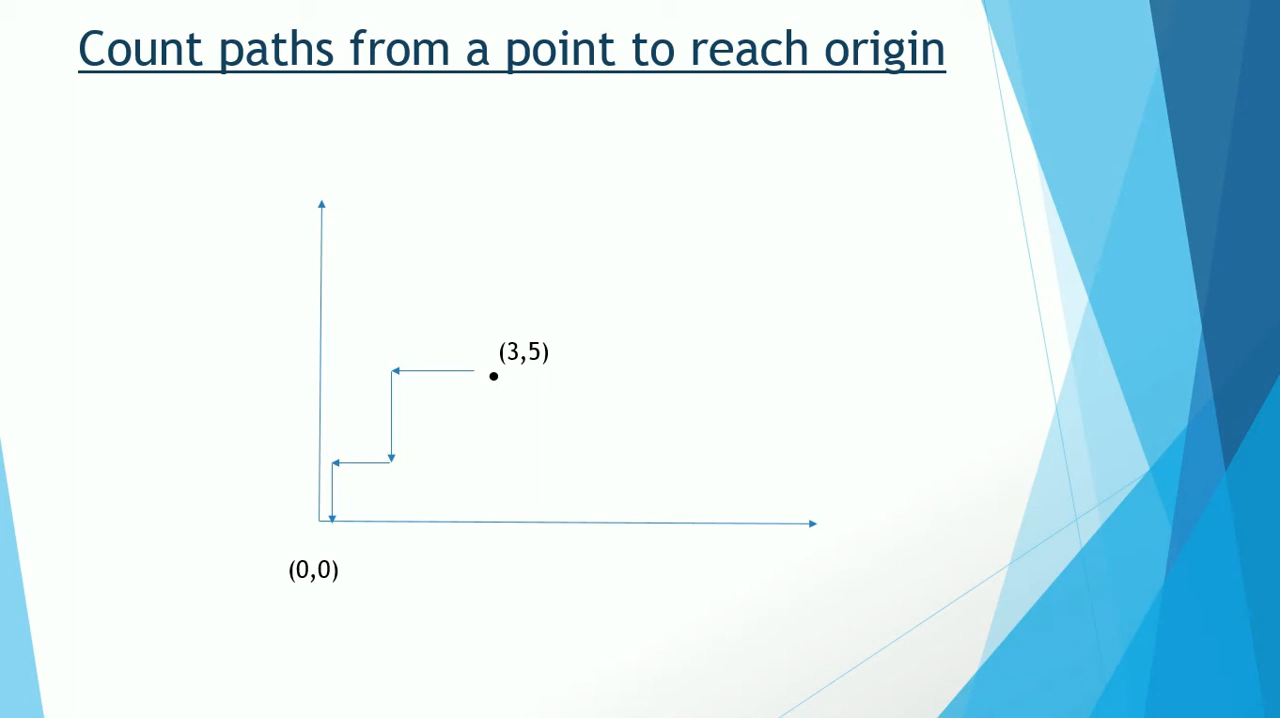 Count paths from a point to reach origin
(3,5)
(0,0)